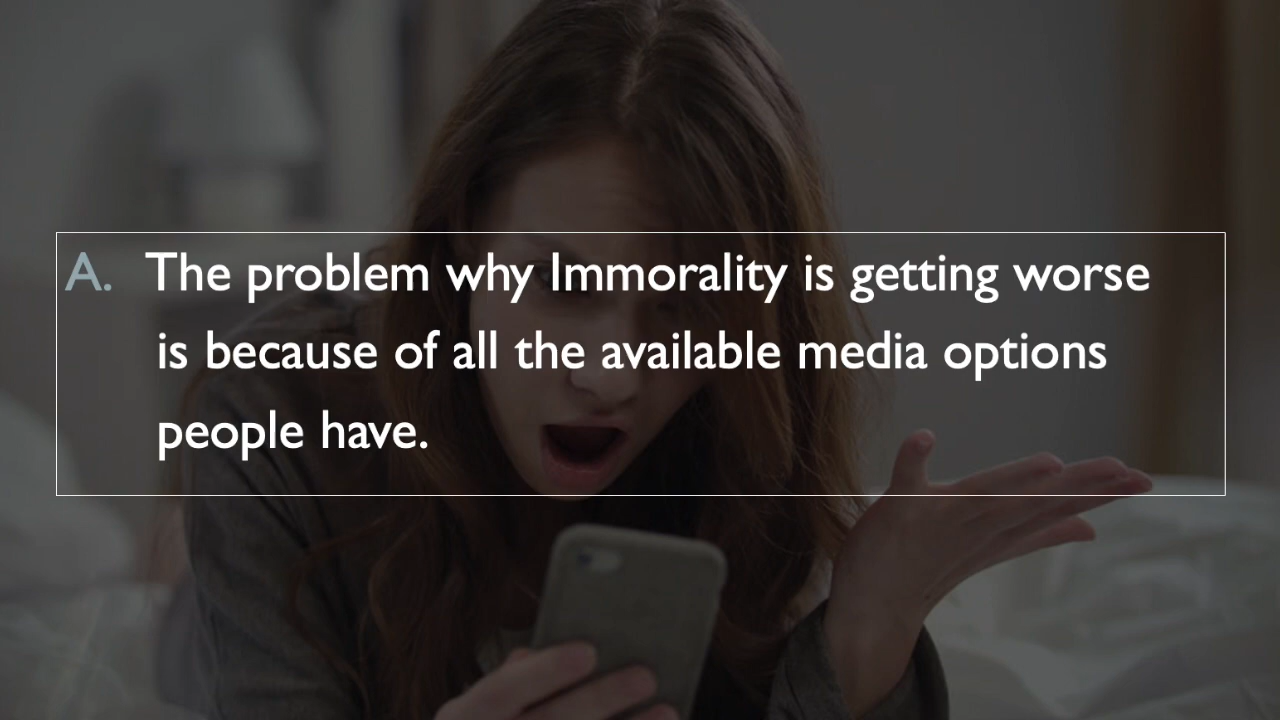 A. The problem why Immorality is getting worse
is because of all the available media options
people have.